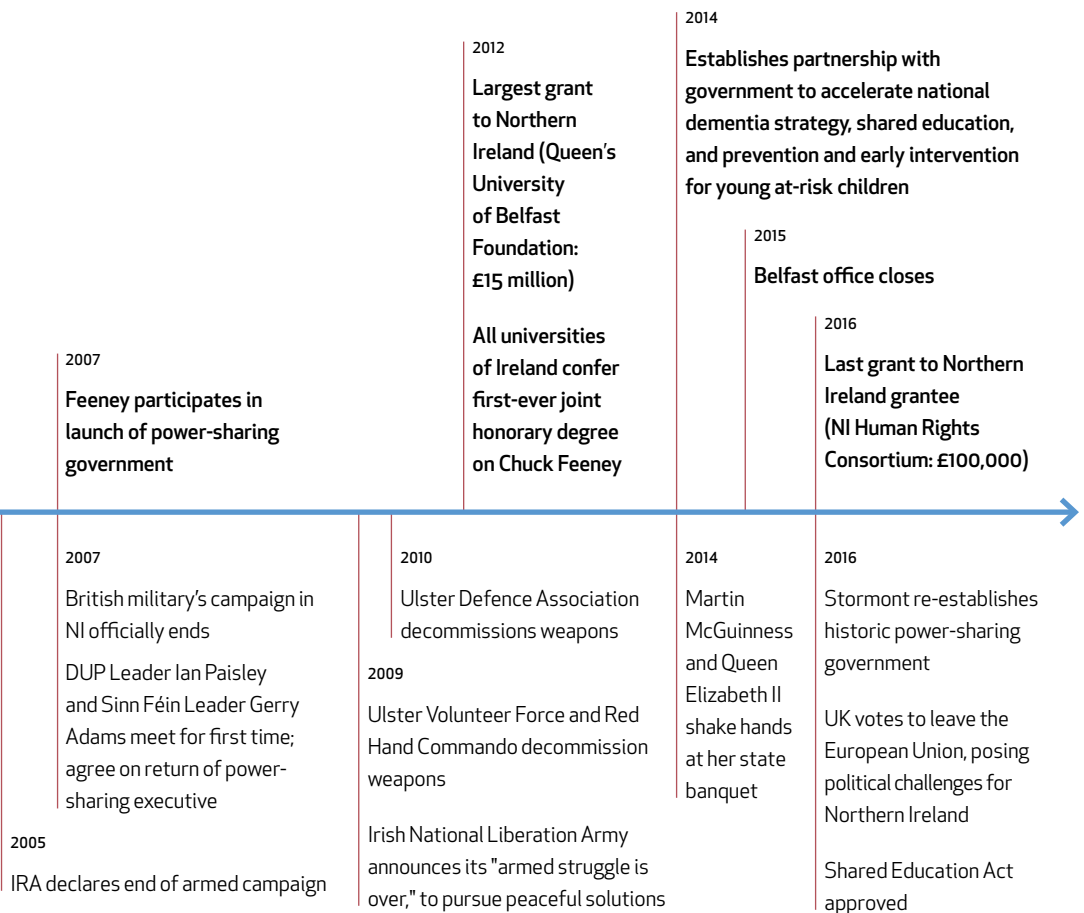 2007
Feeney participates in
launch of power-sharing
government
2012
Largest grant
to Northern
Ireland (Queen's
University
of Belfast
Foundation:
£15 million)
All universities
of Ireland confer
first-ever joint
honorary degree
on Chuck Feeney
2014
Establishes partnership with
government to accelerate national
dementia strategy, shared education,
and prevention and early intervention
for young at-risk children
2015
Belfast office closes
2016
Last grant to Northern
Ireland grantee
(NI Human Rights
Consortium: £100,000)
2005
IRA declares end of armed campaign
2007
British military's campaign in
NI officially ends
DUP Leader Ian Paisley
and Sinn Féin Leader Gerry
Adams meet for first time;
agree on return of power-
sharing executive
2009
Ulster Volunteer Force and Red
Hand Commando decommission
weapons
Irish National Liberation Army
announces its "armed struggle is
over," to pursue peaceful solutions
2010
Ulster Defence Association
decommissions weapons
2014
Martin
McGuinness
and Queen
Elizabeth II
shake hands
at her state
banquet
2016
Stormont re-establishes
historic power-sharing
government
UK votes to leave the
European Union, posing
political challenges for
Northern Ireland
Shared Education Act
approved